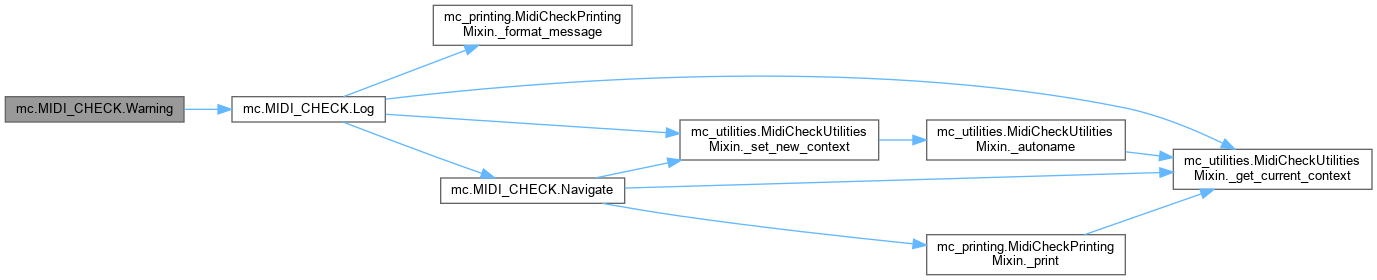 mc_printing.MidiCheckPrinting
Mixin._format_message
mc.MIDI_CHECK.Warning
mc.MIDI_CHECK.Log
mc_utilities.MidiCheckUtilities
Mixin._set_new_context
mc_utilities.MidiCheckUtilities
Mixin._autoname
mc_utilities.MidiCheckUtilities
Mixin._get_current_context
mc.MIDI_CHECK.Navigate
mc_printing.MidiCheckPrinting
Mixin._print